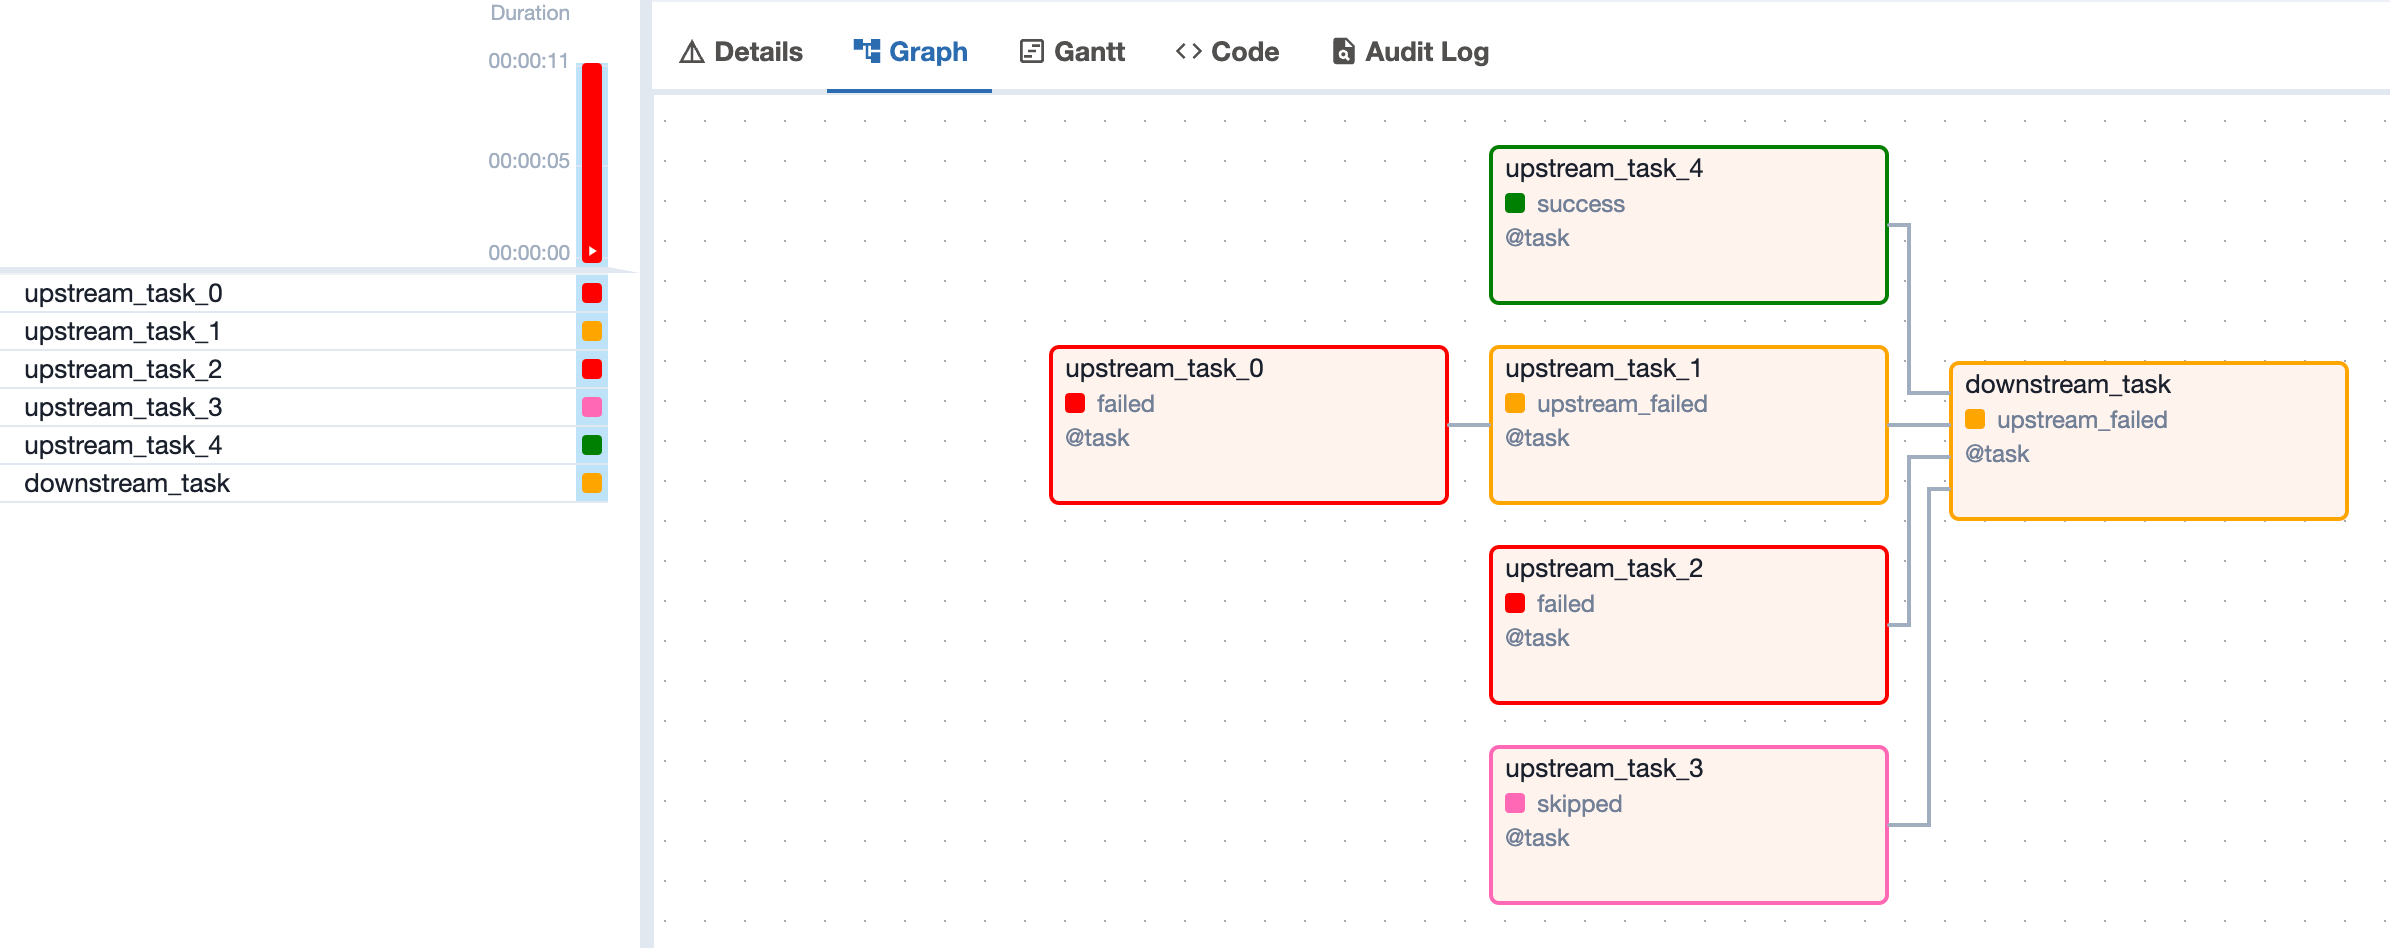 Duration
00:00:11
00:00:05
00:00:00
upstream_task_0
upstream_task_1
upstream_task_2
upstream_task_3
upstream_task_4
downstream_task
Details Graph Gantt Code Audit Log
upstream_task_4
success
@task
upstream_task_0
failed
@task
upstream_task_1
upstream_failed
@task
downstream_task
upstream_failed
@task
upstream_task_2
failed
@task
upstream_task_3
skipped
@task